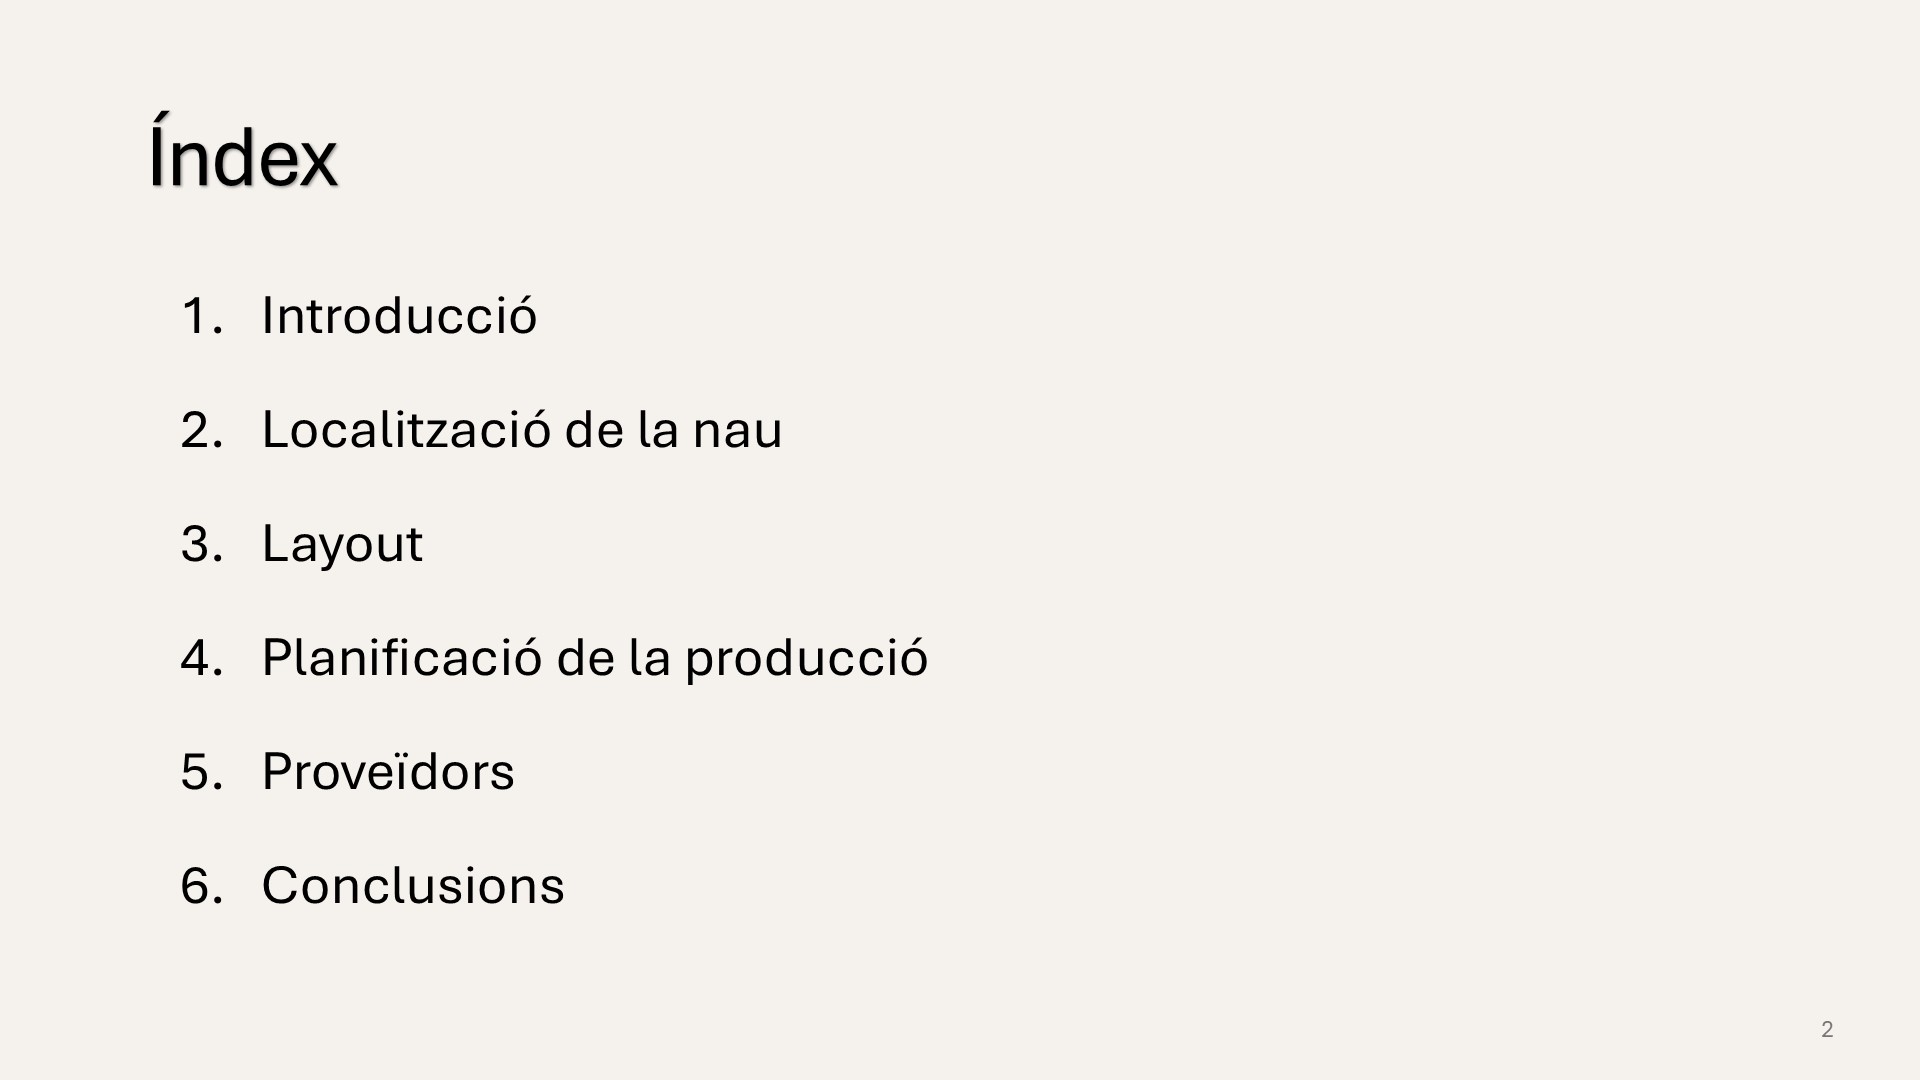 Índex
1. Introducció
2. Localització de la nau
3. Layout
4. Planificació de la producció
5. Proveïdors
6. Conclusions
2